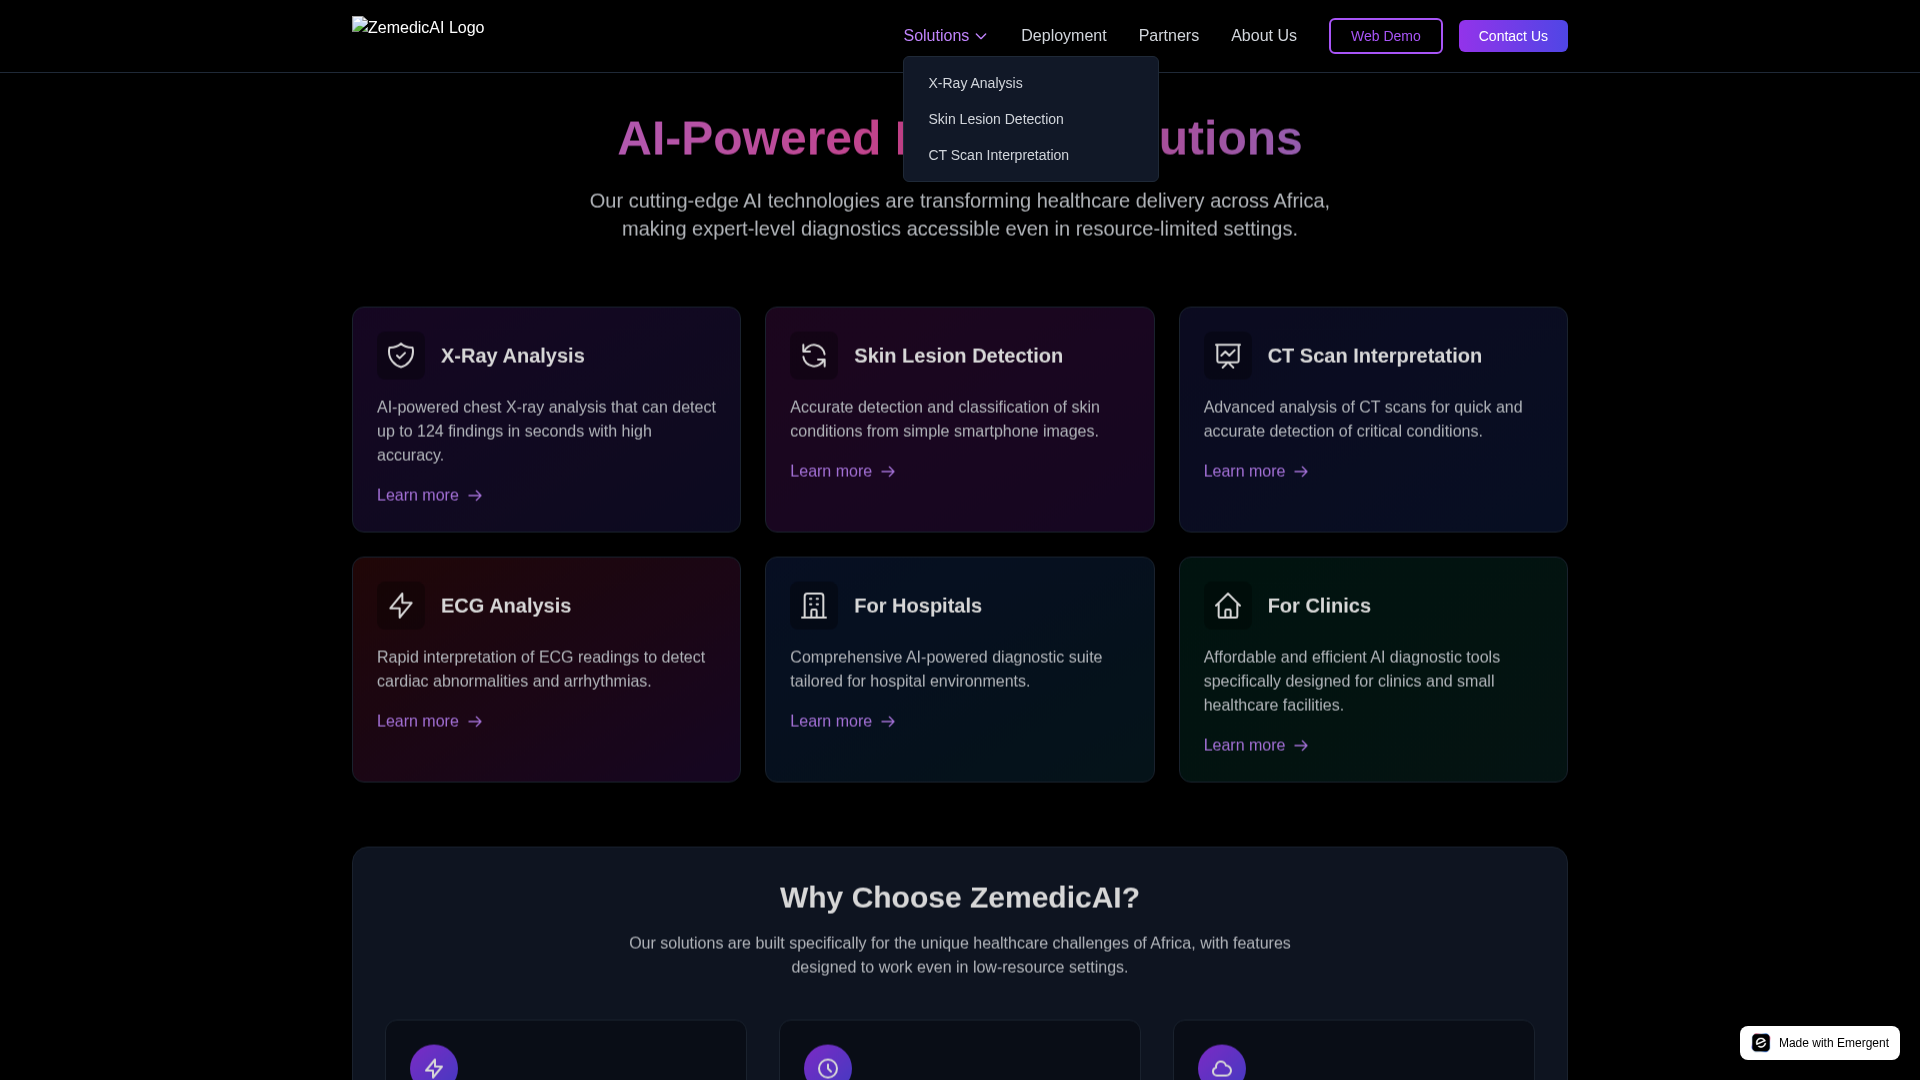 ZemedicAI Logo
Solutions
Deployment
Partners
About Us
Web Demo
Contact Us
X-Ray Analysis
Skin Lesion Detection
CT Scan Interpretation
AI-Powered
Our cutting-edge AI technologies are transforming healthcare delivery across Africa,
making expert-level diagnostics accessible even in resource-limited settings.
X-Ray Analysis
AI-powered chest X-ray analysis that can detect
up to 124 findings in seconds with high
accuracy.
Learn more
Skin Lesion Detection
Accurate detection and classification of skin
conditions from simple smartphone images.
Learn more
CT Scan Interpretation
Advanced analysis of CT scans for quick and
accurate detection of critical conditions.
Learn more
ECG Analysis
Rapid interpretation of ECG readings to detect
cardiac abnormalities and arrhythmias.
Learn more
For Hospitals
Comprehensive AI-powered diagnostic suite
tailored for hospital environments.
Learn more
For Clinics
Affordable and efficient AI diagnostic tools
specifically designed for clinics and small
healthcare facilities.
Learn more
Why Choose ZemedicAI?
Our solutions are built specifically for the unique healthcare challenges of Africa, with features
designed to work even in low-resource settings.
Made with Emergent